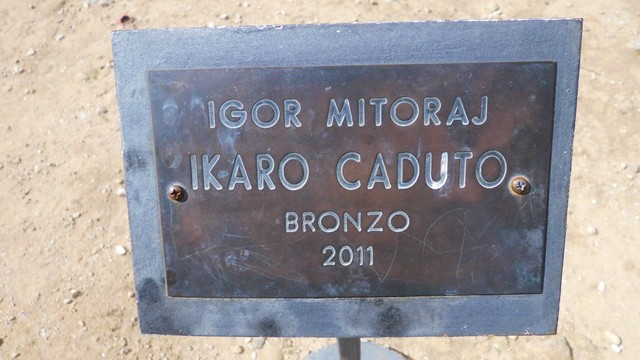 IGOR MITORAJ
IKARO CADUTO
BRONZO
2011